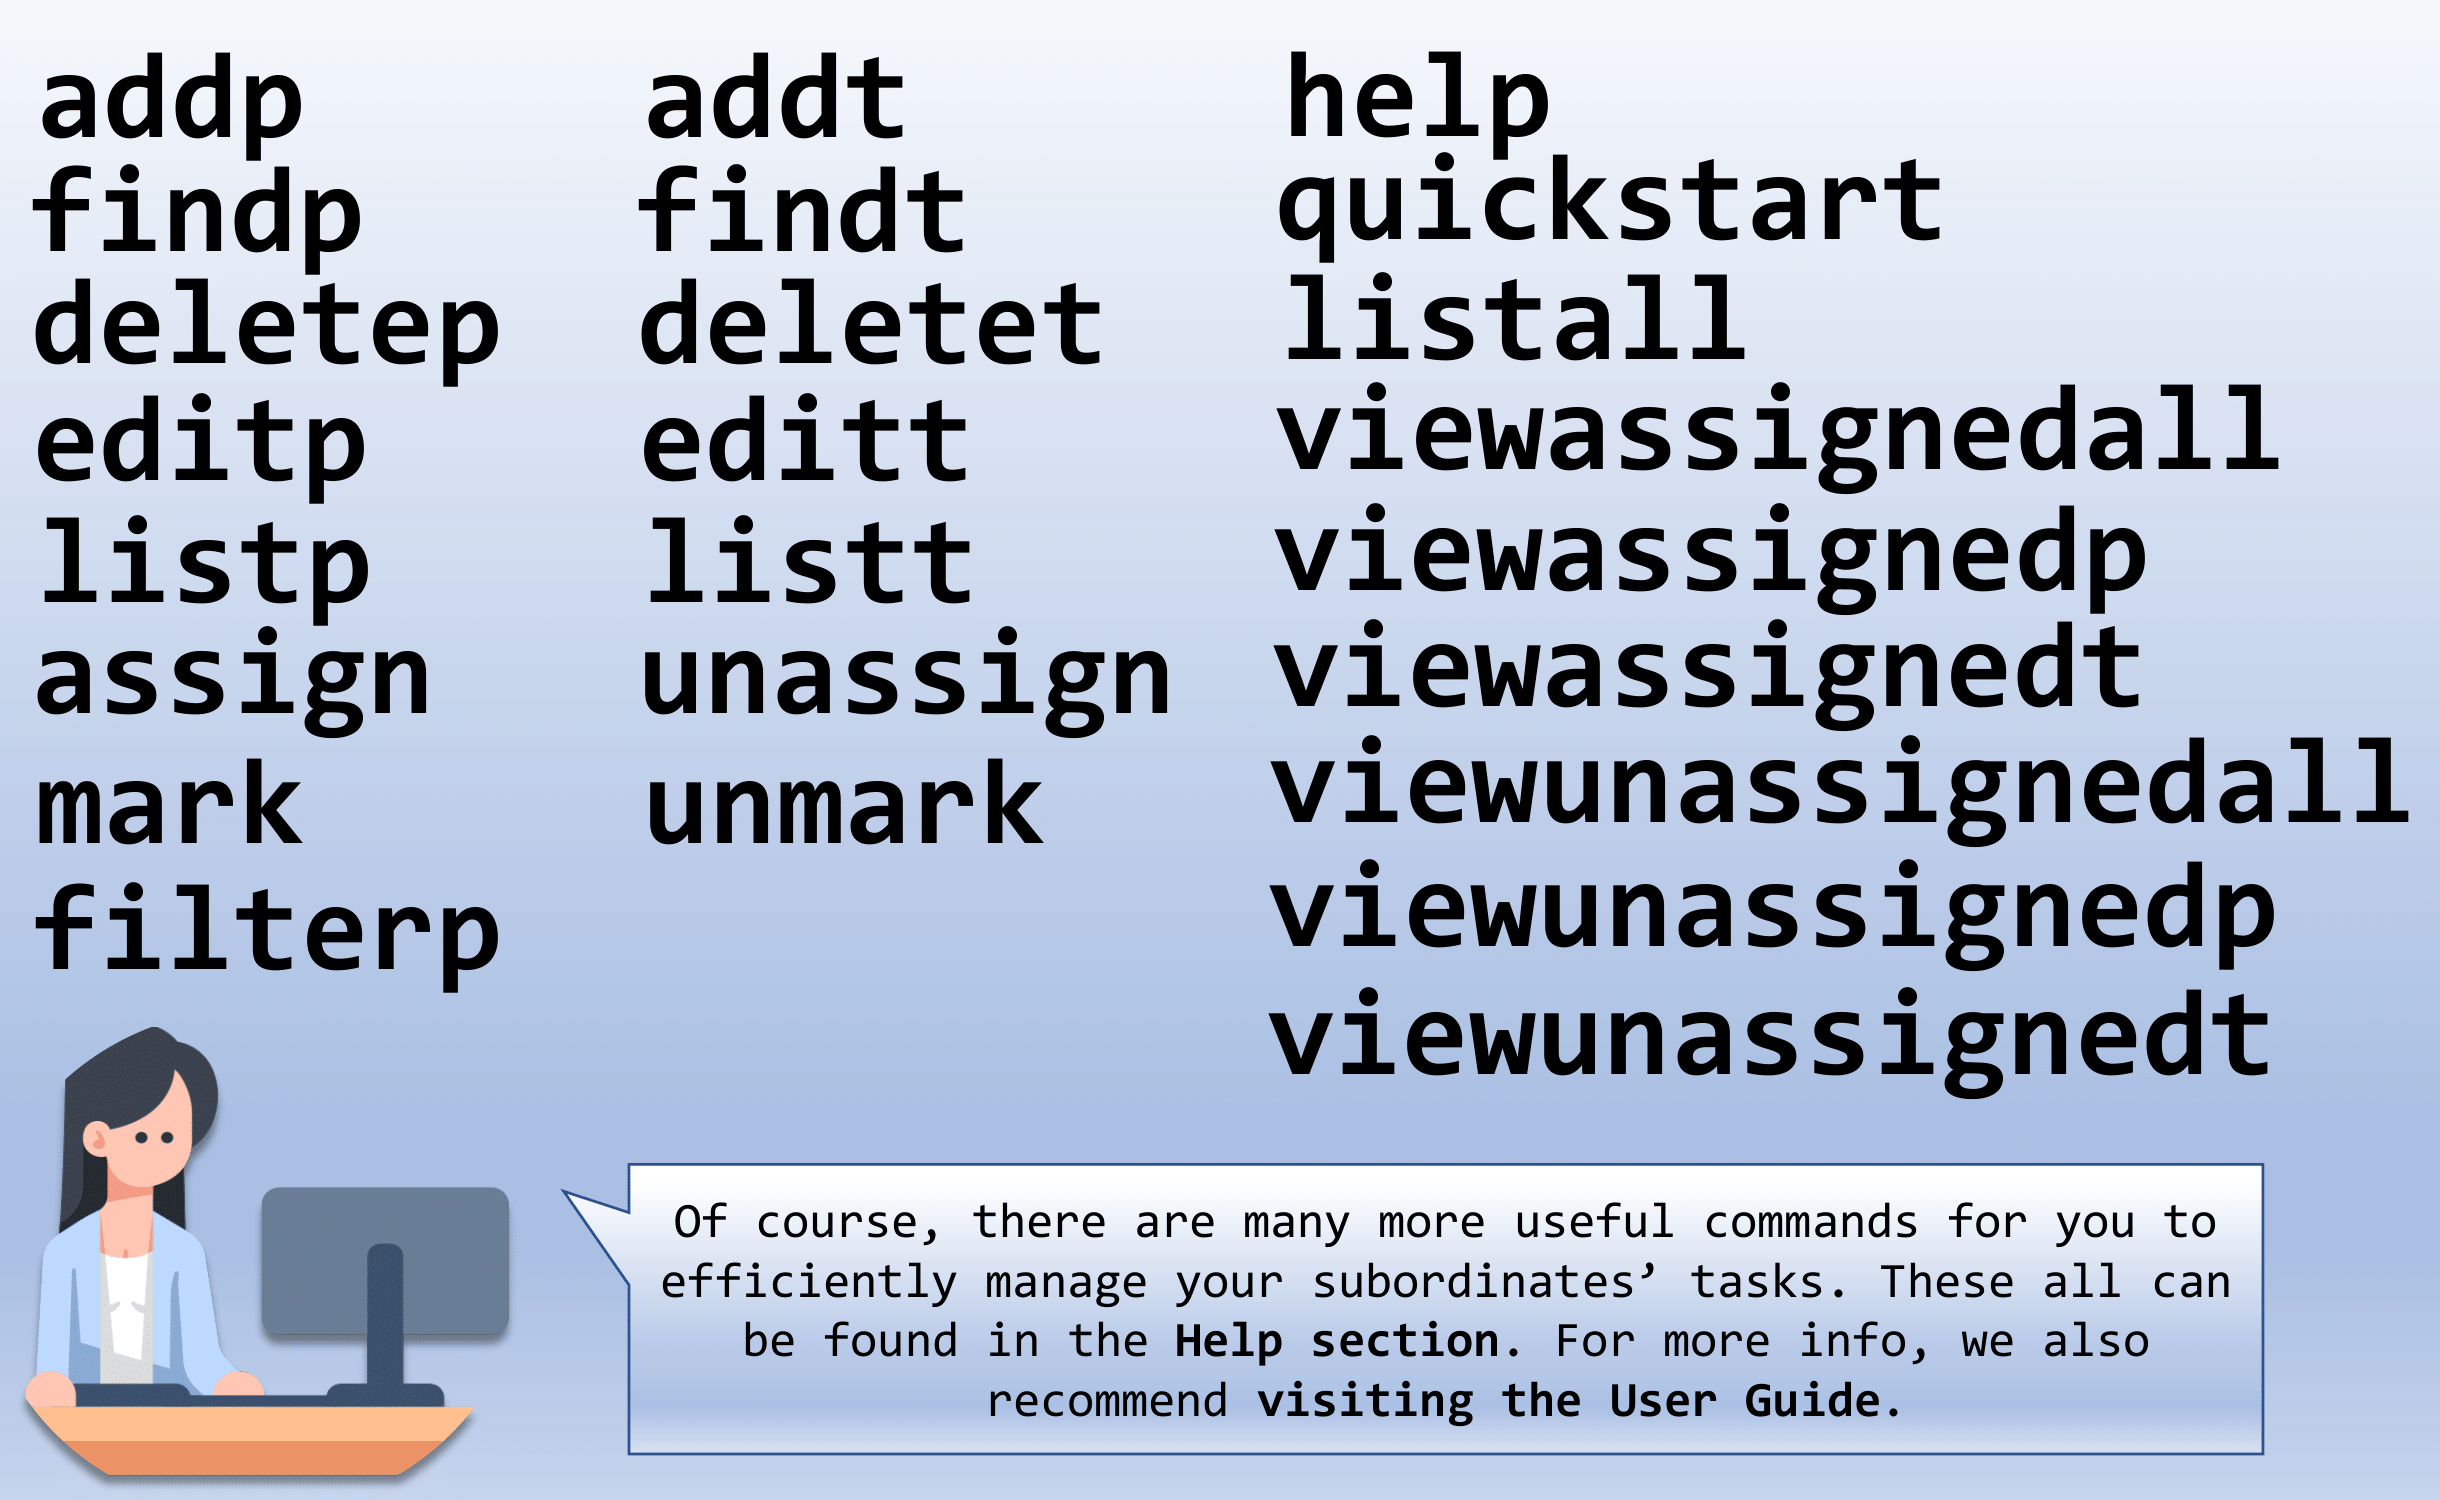 addp
findp
deletep
editp
listp
assign
mark
filterp
addt
findt
deletet
editt
listt
unassign
unmark
help
quickstart
listall
viewassignedall
viewassignedp
viewassignedt
viewunassignedall
viewunassignedp
viewunassignedt
Of course, there are many more useful commands for you to
efficiently manage your subordinates’ tasks. These all can
be found in the Help section. For more info, we also
recommend visiting the User Guide.